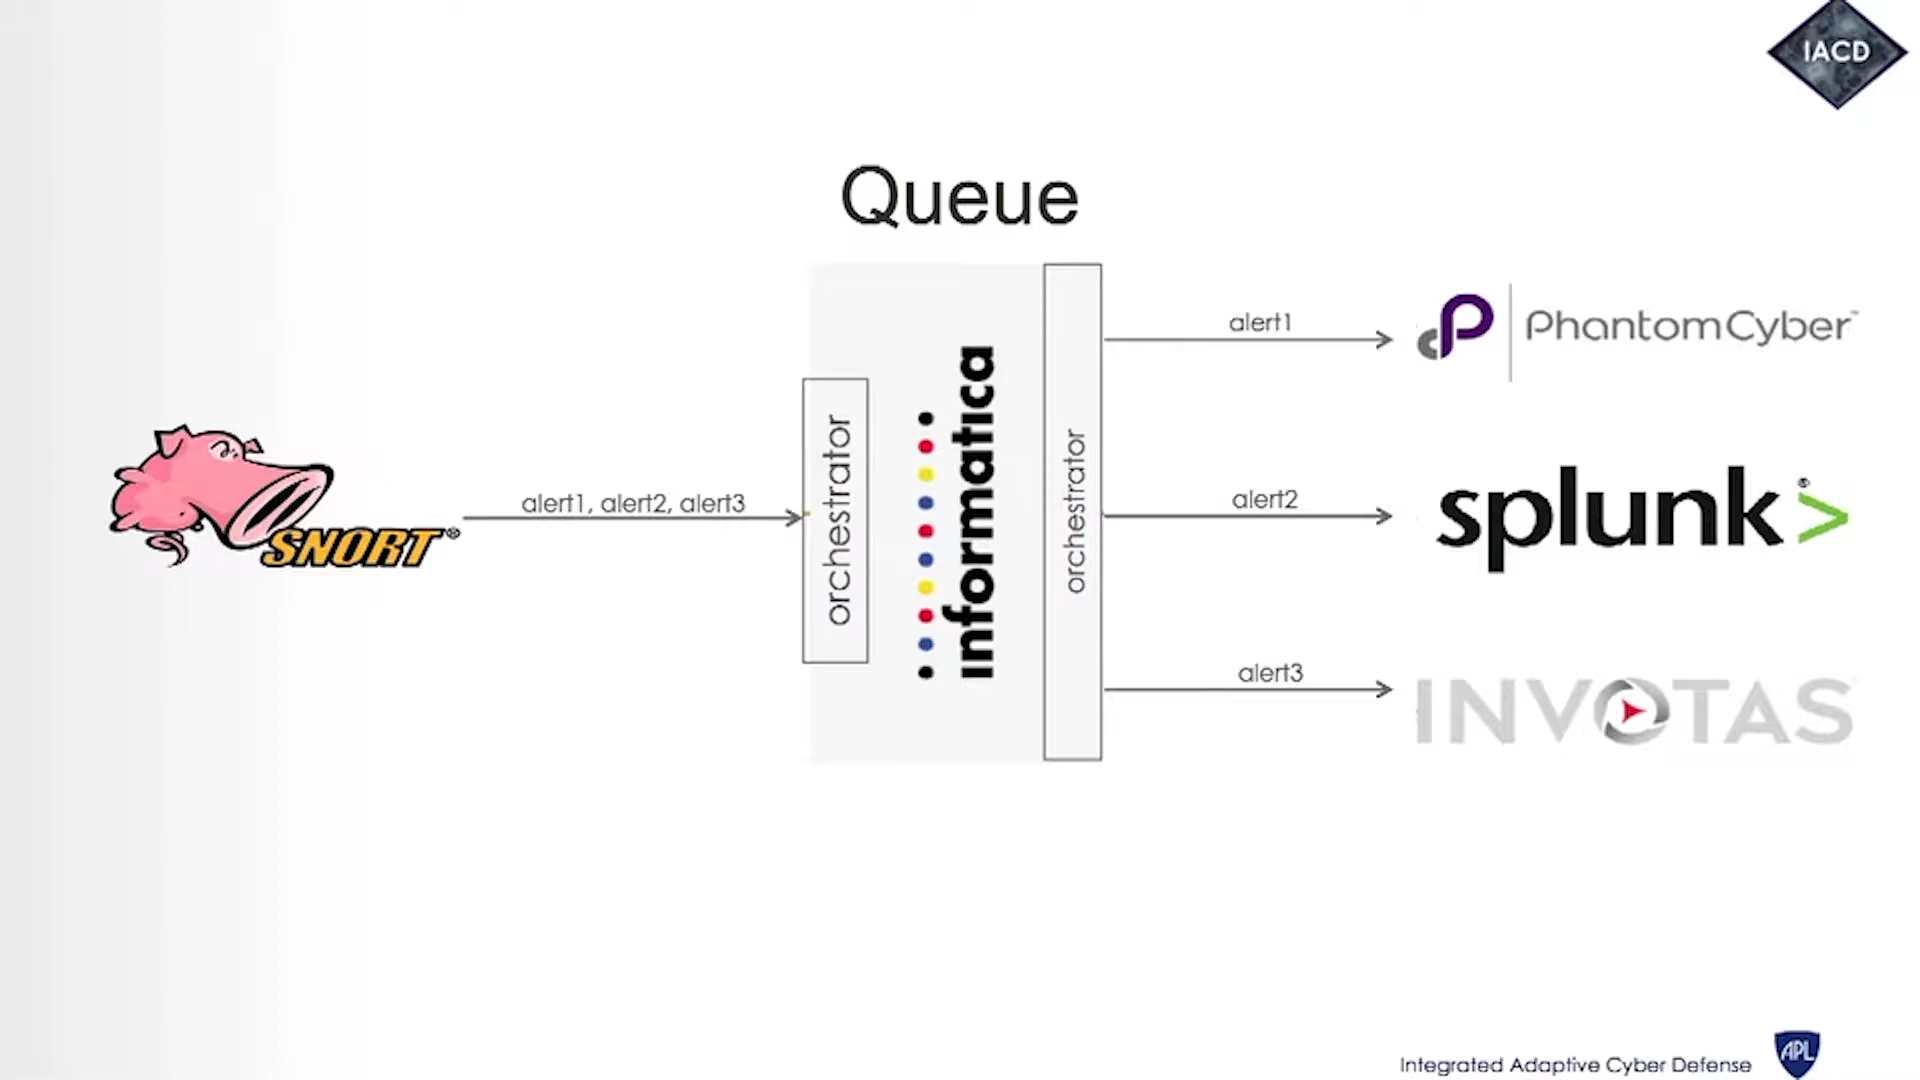 IACD
Queue
SNORT®
alert1, alert2, alert3
orchestrator
informatica
orchestrator
alert1
PhantomCyber™
alert2
splunk>®
alert3
INVOTAS
Integrated Adaptive Cyber Defense
APL